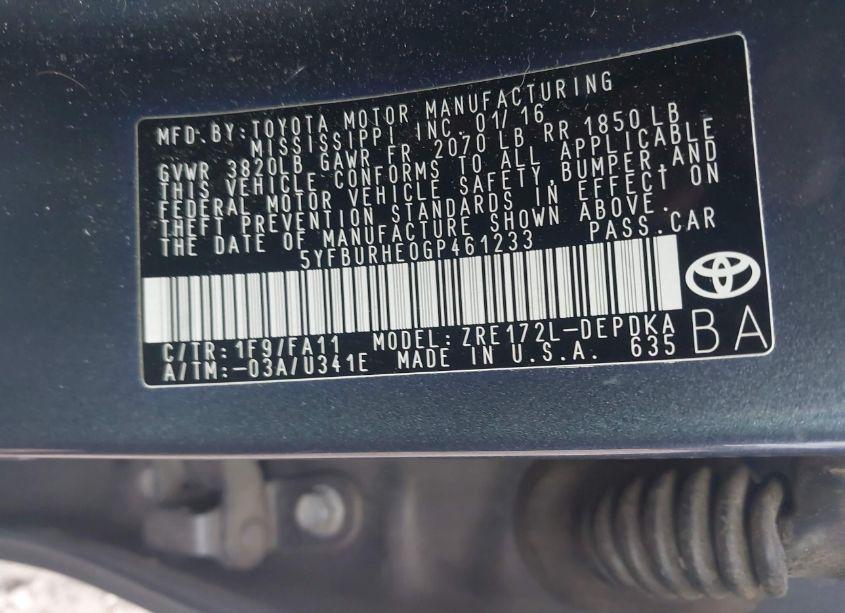 MFD. BY: TOYOTA MOTOR MANUFACTURING
MISSISSIPPI INC. 01/16
GVWR 3820LB GAWR FR 2070 LB RR 1850 LB
THIS VEHICLE CONFORMS TO ALL APPLICABLE
FEDERAL MOTOR VEHICLE SAFETY, BUMPER, AND
THEFT PREVENTION STANDARDS IN EFFECT ON
THE DATE OF MANUFACTURE SHOWN ABOVE.
5YFBURHE0GP461233 PASS.CAR
C/TR:1F9/FA11 MODEL:ZRE172L-DEPDKA
A/TM:-03A/U341E MADE IN U.S.A. 635
BA